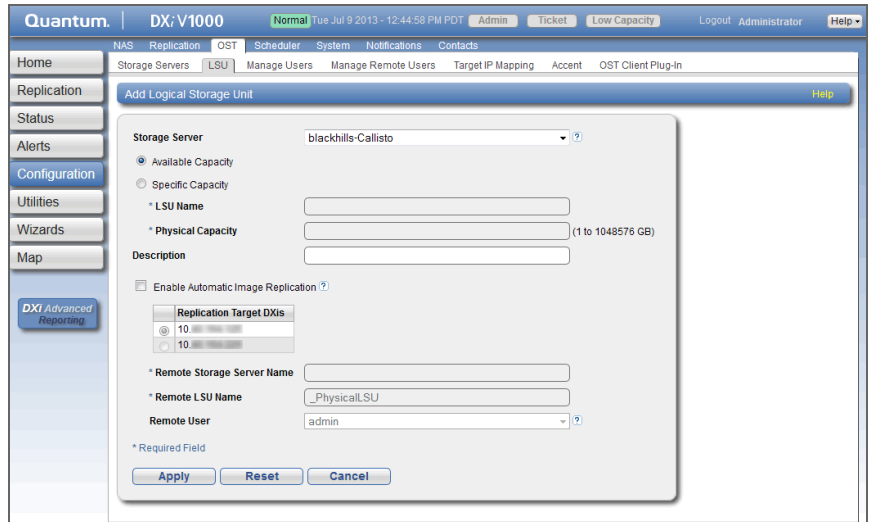 Quantum. DXi V1000 Normal Tue Jul 9 2013 - 12:44:58 PM PDT Admin Ticket Low Capacity Logout Administrator Help
NAS Replication OST Scheduler System Notifications Contacts
Storage Servers LSU Manage Users Manage Remote Users Target IP Mapping Accent OST Client Plug-In
Home
Replication
Status
Alerts
Configuration
Utilities
Wizards
Map
DXi Advanced
Reporting
Add Logical Storage Unit Help
Storage Server blackhills-Callisto ?
Available Capacity
Specific Capacity
* LSU Name
* Physical Capacity (1 to 1048576 GB)
Description
Enable Automatic Image Replication ?
Replication Target DXis
10.
10.
* Remote Storage Server Name
* Remote LSU Name _PhysicalLSU
Remote User admin ?
* Required Field
Apply Reset Cancel